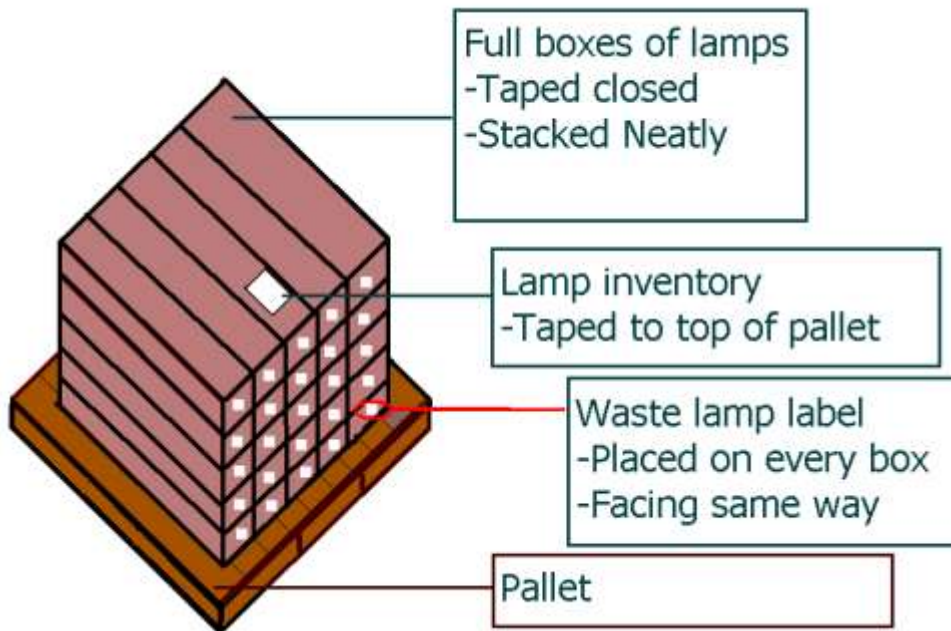 Full boxes of lamps
-Taped closed
-Stacked Neatly
Lamp inventory
-Taped to top of pallet
Waste lamp label
-Placed on every box
-Facing same way
Pallet